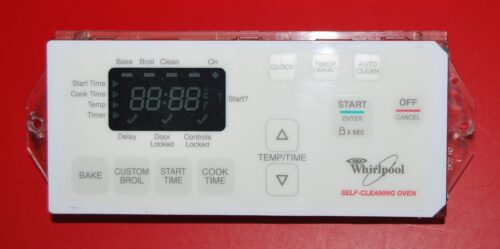 Bake Broil Clean On
CLOCK
TIMER
CANCEL
AUTO
CLEAN
Start Time
Cook Time
Temp
Timer
88:88
Start?
Delay
Door
Locked
Controls
Locked
START
ENTER
5 SEC
OFF
CANCEL
TEMP/TIME
BAKE
CUSTOM
BROIL
START
TIME
COOK
TIME
Whirlpool
SELF-CLEANING OVEN